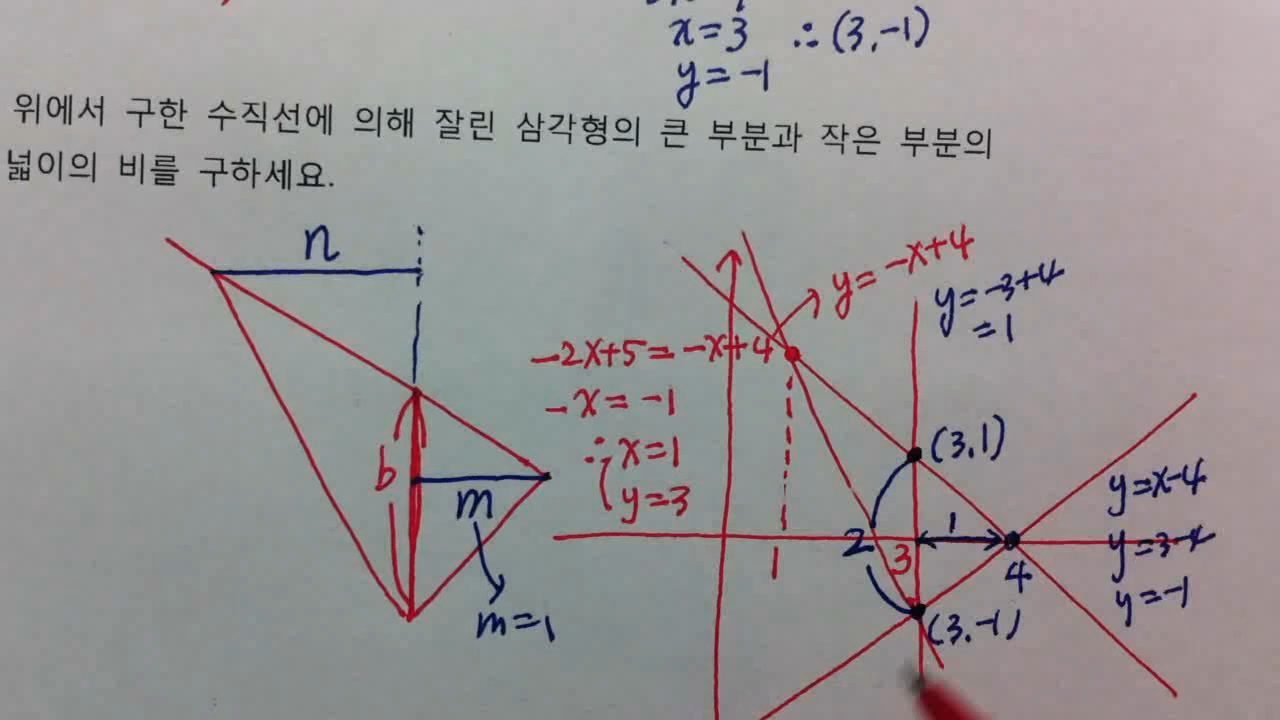 x=3 ∴(3,-1)
y=-1
위에서 구한 수직선에 의해 잘린 삼각형의 큰 부분과 작은 부분의
넓이의 비를 구하세요.
n
b
m
m=1
y=-x+4
y=-3+4
=1
-2x+5=-x+4
-x=-1
∴x=1
y=3
(3,1)
y=x-4
y=3-4
y=-1
1
2
3
1
4
(3,-1)